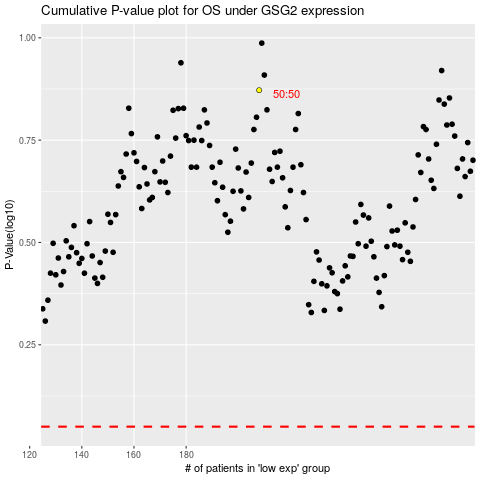 Cumulative P-value plot for OS under GSG2 expression
1.00
0.75
0.50
0.25
P-Value(log10)
50:50
120 140 160 180
# of patients in 'low exp' group